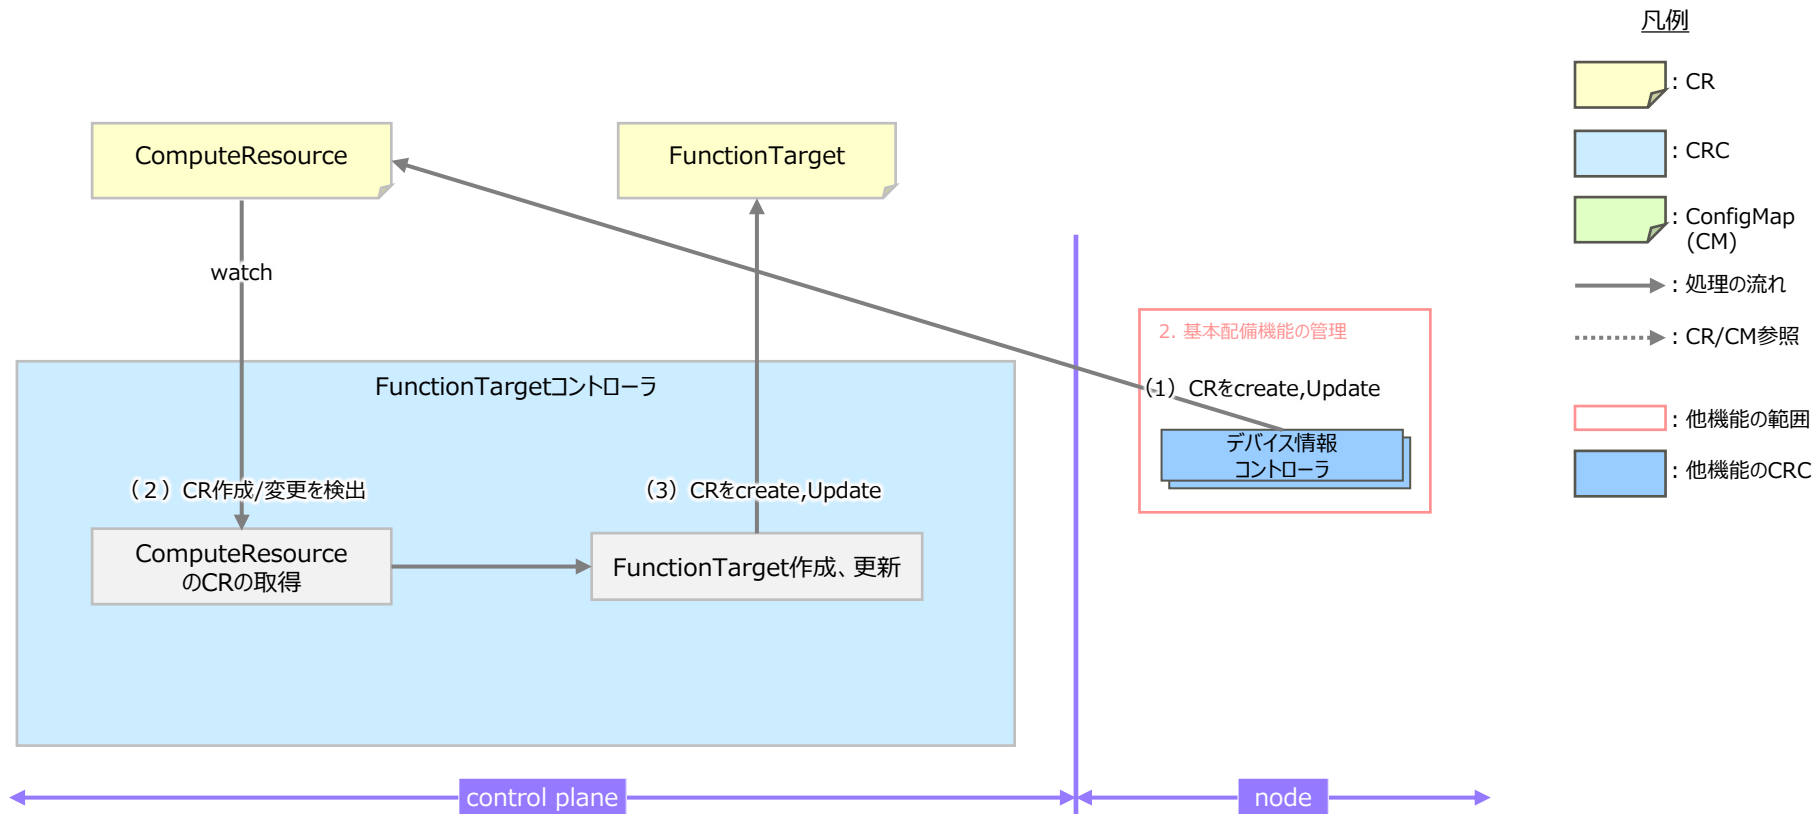 凡例
: CR
: CRC
: ConfigMap
(CM)
: 処理の流れ
: CR/CM参照
: 他機能の範囲
: 他機能のCRC
ComputeResource
FunctionTarget
watch
2. 基本配備機能の管理
（1）CRをcreate,Update
デバイス情報
コントローラ
FunctionTargetコントローラ
（２）CR作成/変更を検出
（3）CRをcreate,Update
ComputeResource
のCRの取得
FunctionTarget作成、更新
control plane
node